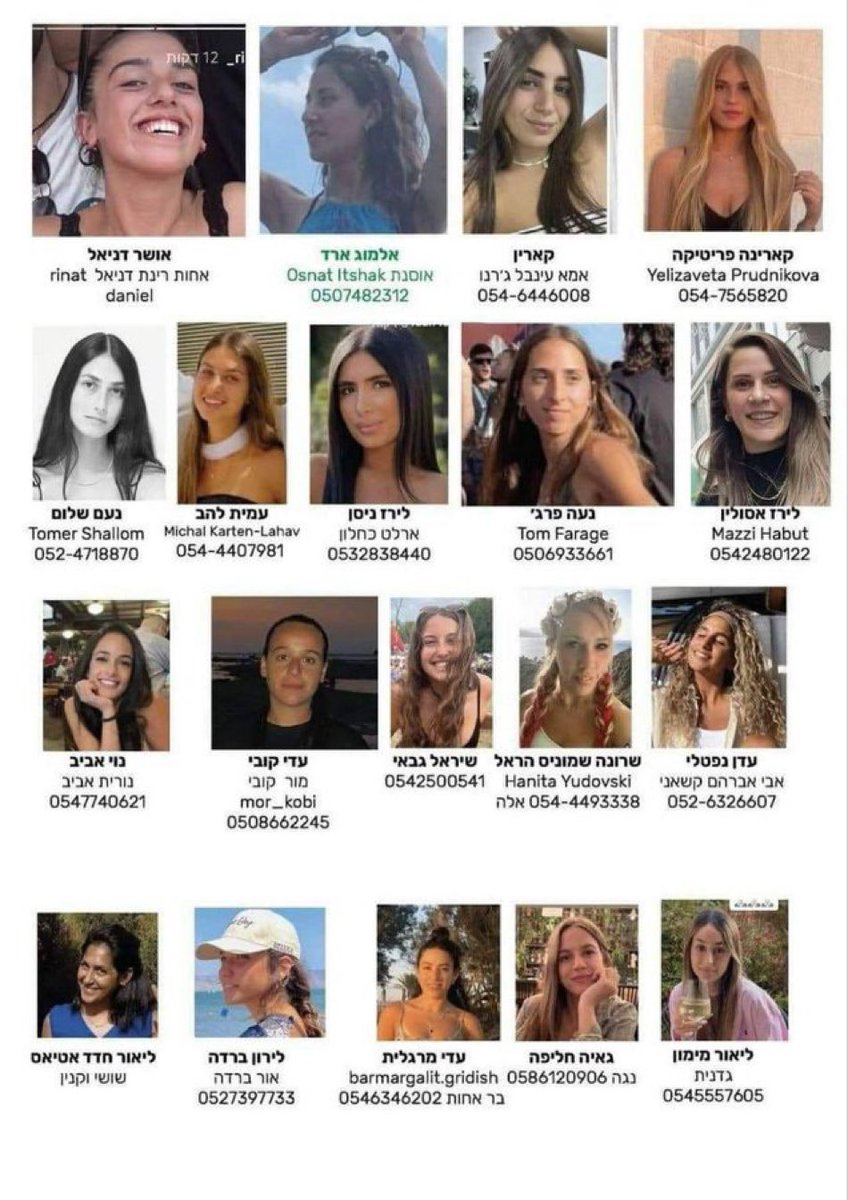 12 דקות _ri
אושר דניאל
אחות רינת דניאל rinat
daniel
אלמוג ארד
אוסנת Osnat Itshak
0507482312
קארין
אמא עינבל ג׳רנו
054-6446008
קארינה פריטיקה
Yelizaveta Prudnikova
054-7565820
נעם שלום
Tomer Shallom
052-4718870
עמית להב
Michal Karten-Lahav
054-4407981
לירז ניסן
ארלט כחלון
0532838440
נעה פרג׳
Tom Farage
0506933661
לירז אסולין
Mazzi Habut
0542480122
נוי אביב
נורית אביב
0547740621
עדי קובי
מור קובי
mor_kobi
0508662245
שיראל גבאי
0542500541
שרונה שמוניס הראל
Hanita Yudovski
אלה 054-4493338
עדן נפטלי
אבי אברהם קשאני
052-6326607
ליאור חדד אטיאס
שושי וקנין
לירון ברדה
אור ברדה
0527397733
עדי מרגלית
barmargalit.gridish
בר אחות 0546346202
גאיה חליפה
נגה 0586120906
ליאור מימון
גדנית
0545557605